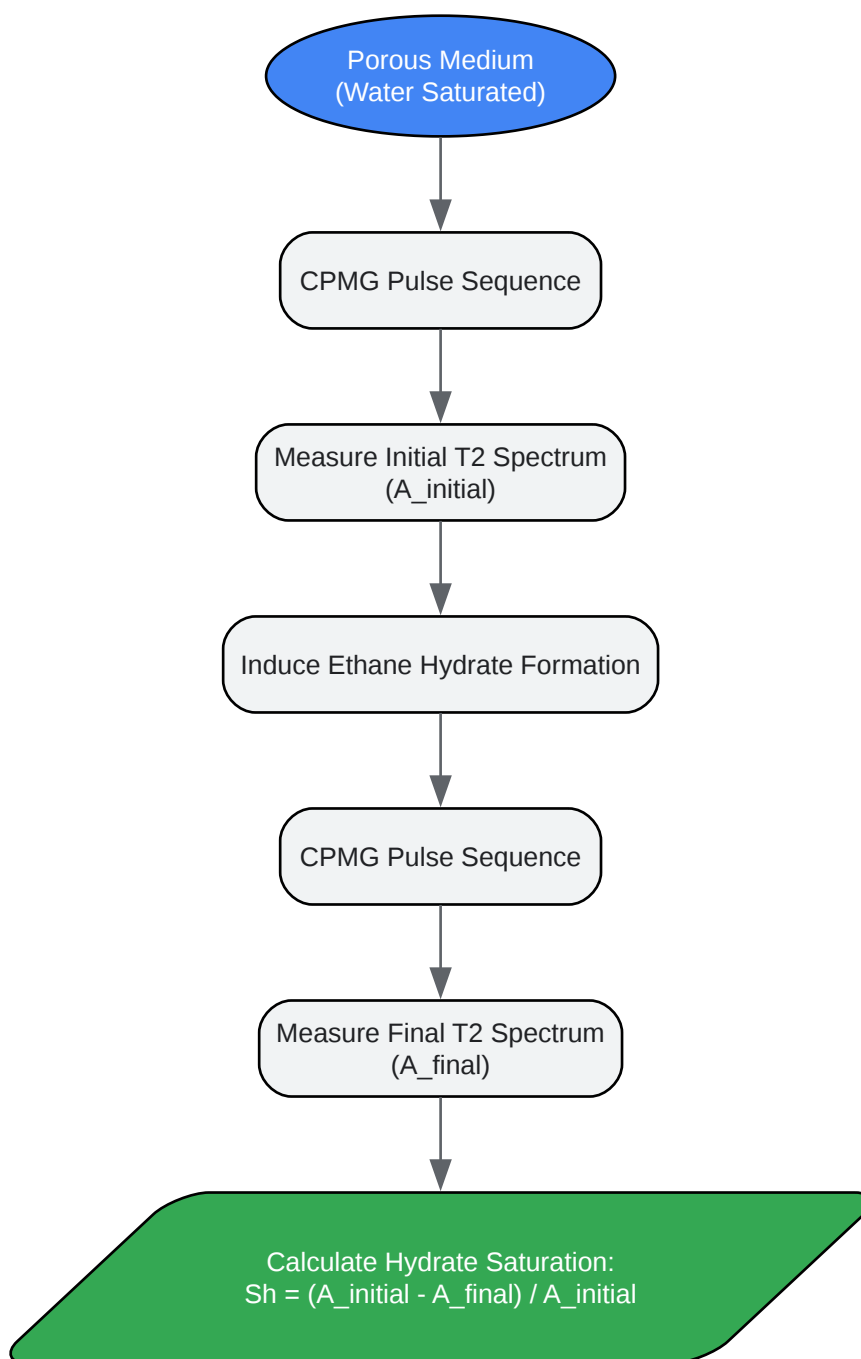 Porous Medium
(Water Saturated)
CPMG Pulse Sequence
Measure Initial T2 Spectrum
(A_initial)
Induce Ethane Hydrate Formation
CPMG Pulse Sequence
Measure Final T2 Spectrum
(A_final)
Calculate Hydrate Saturation:
Sh = (A_initial - A_final) / A_initial